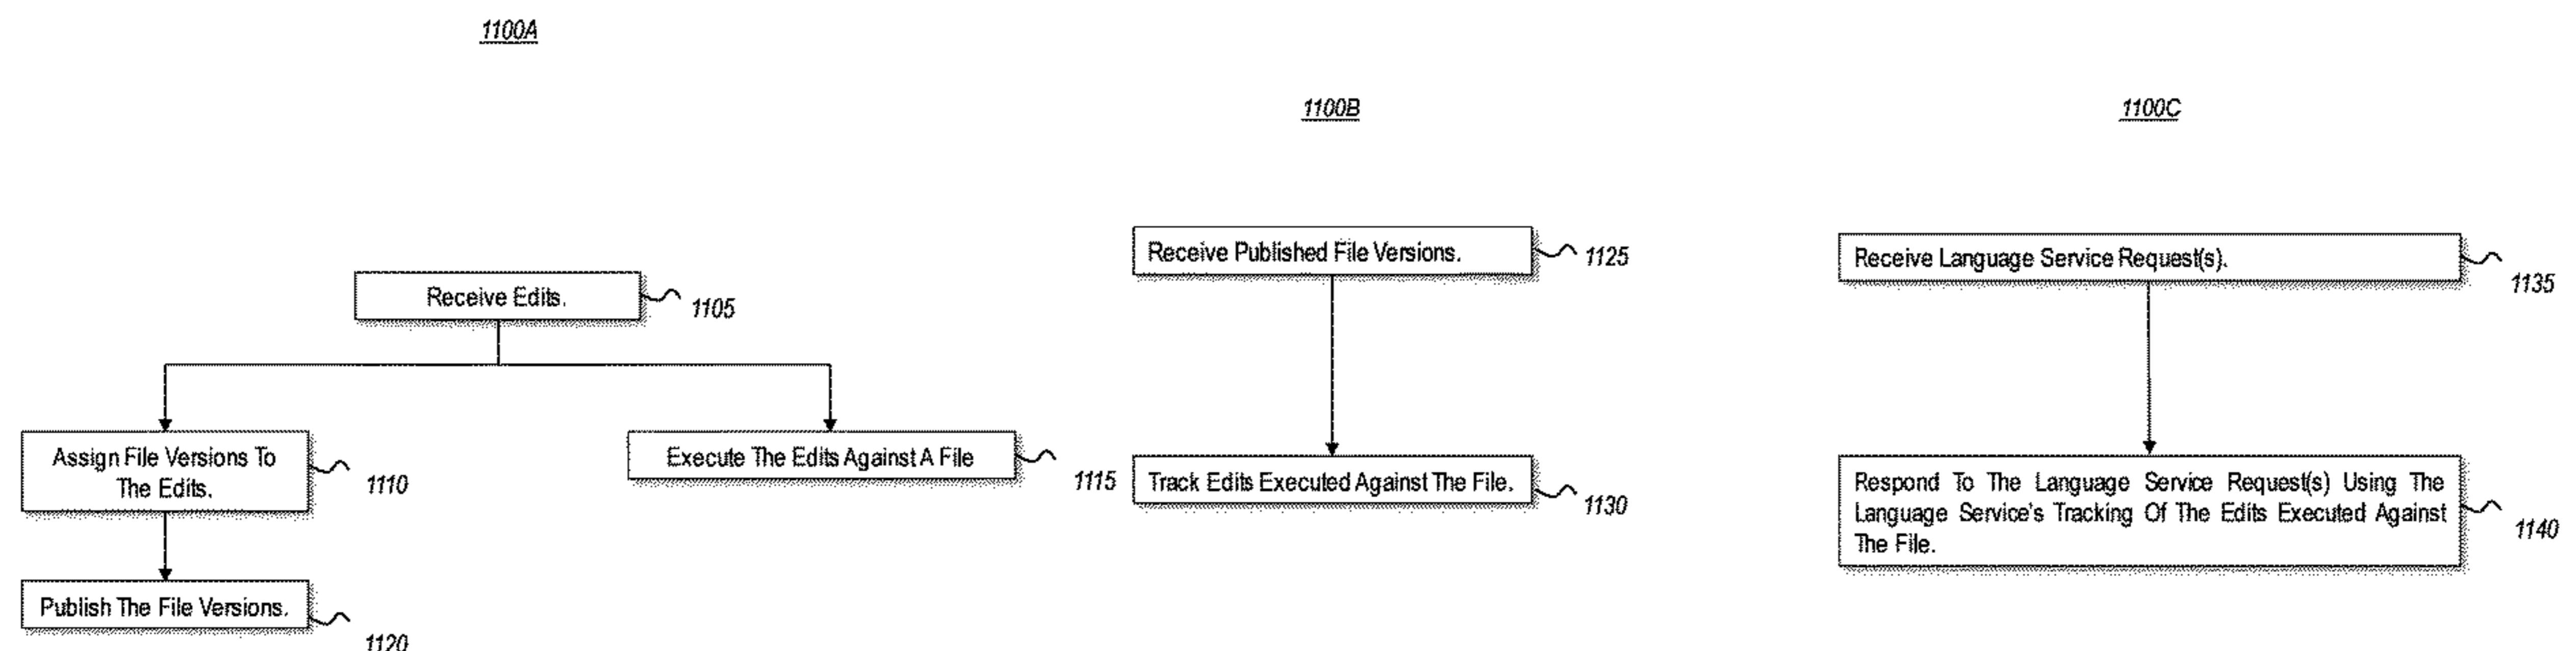 1100A
Receive Edits.
1105
Assign File Versions To
The Edits.
1110
Execute The Edits Against A File
1115
Publish The File Versions.
1120
1100B
Receive Published File Versions.
1125
Track Edits Executed Against The File.
1130
1100C
Receive Language Service Request(s).
1135
Respond To The Language Service Request(s) Using The
Language Service's Tracking Of The Edits Executed Against
The File.
1140